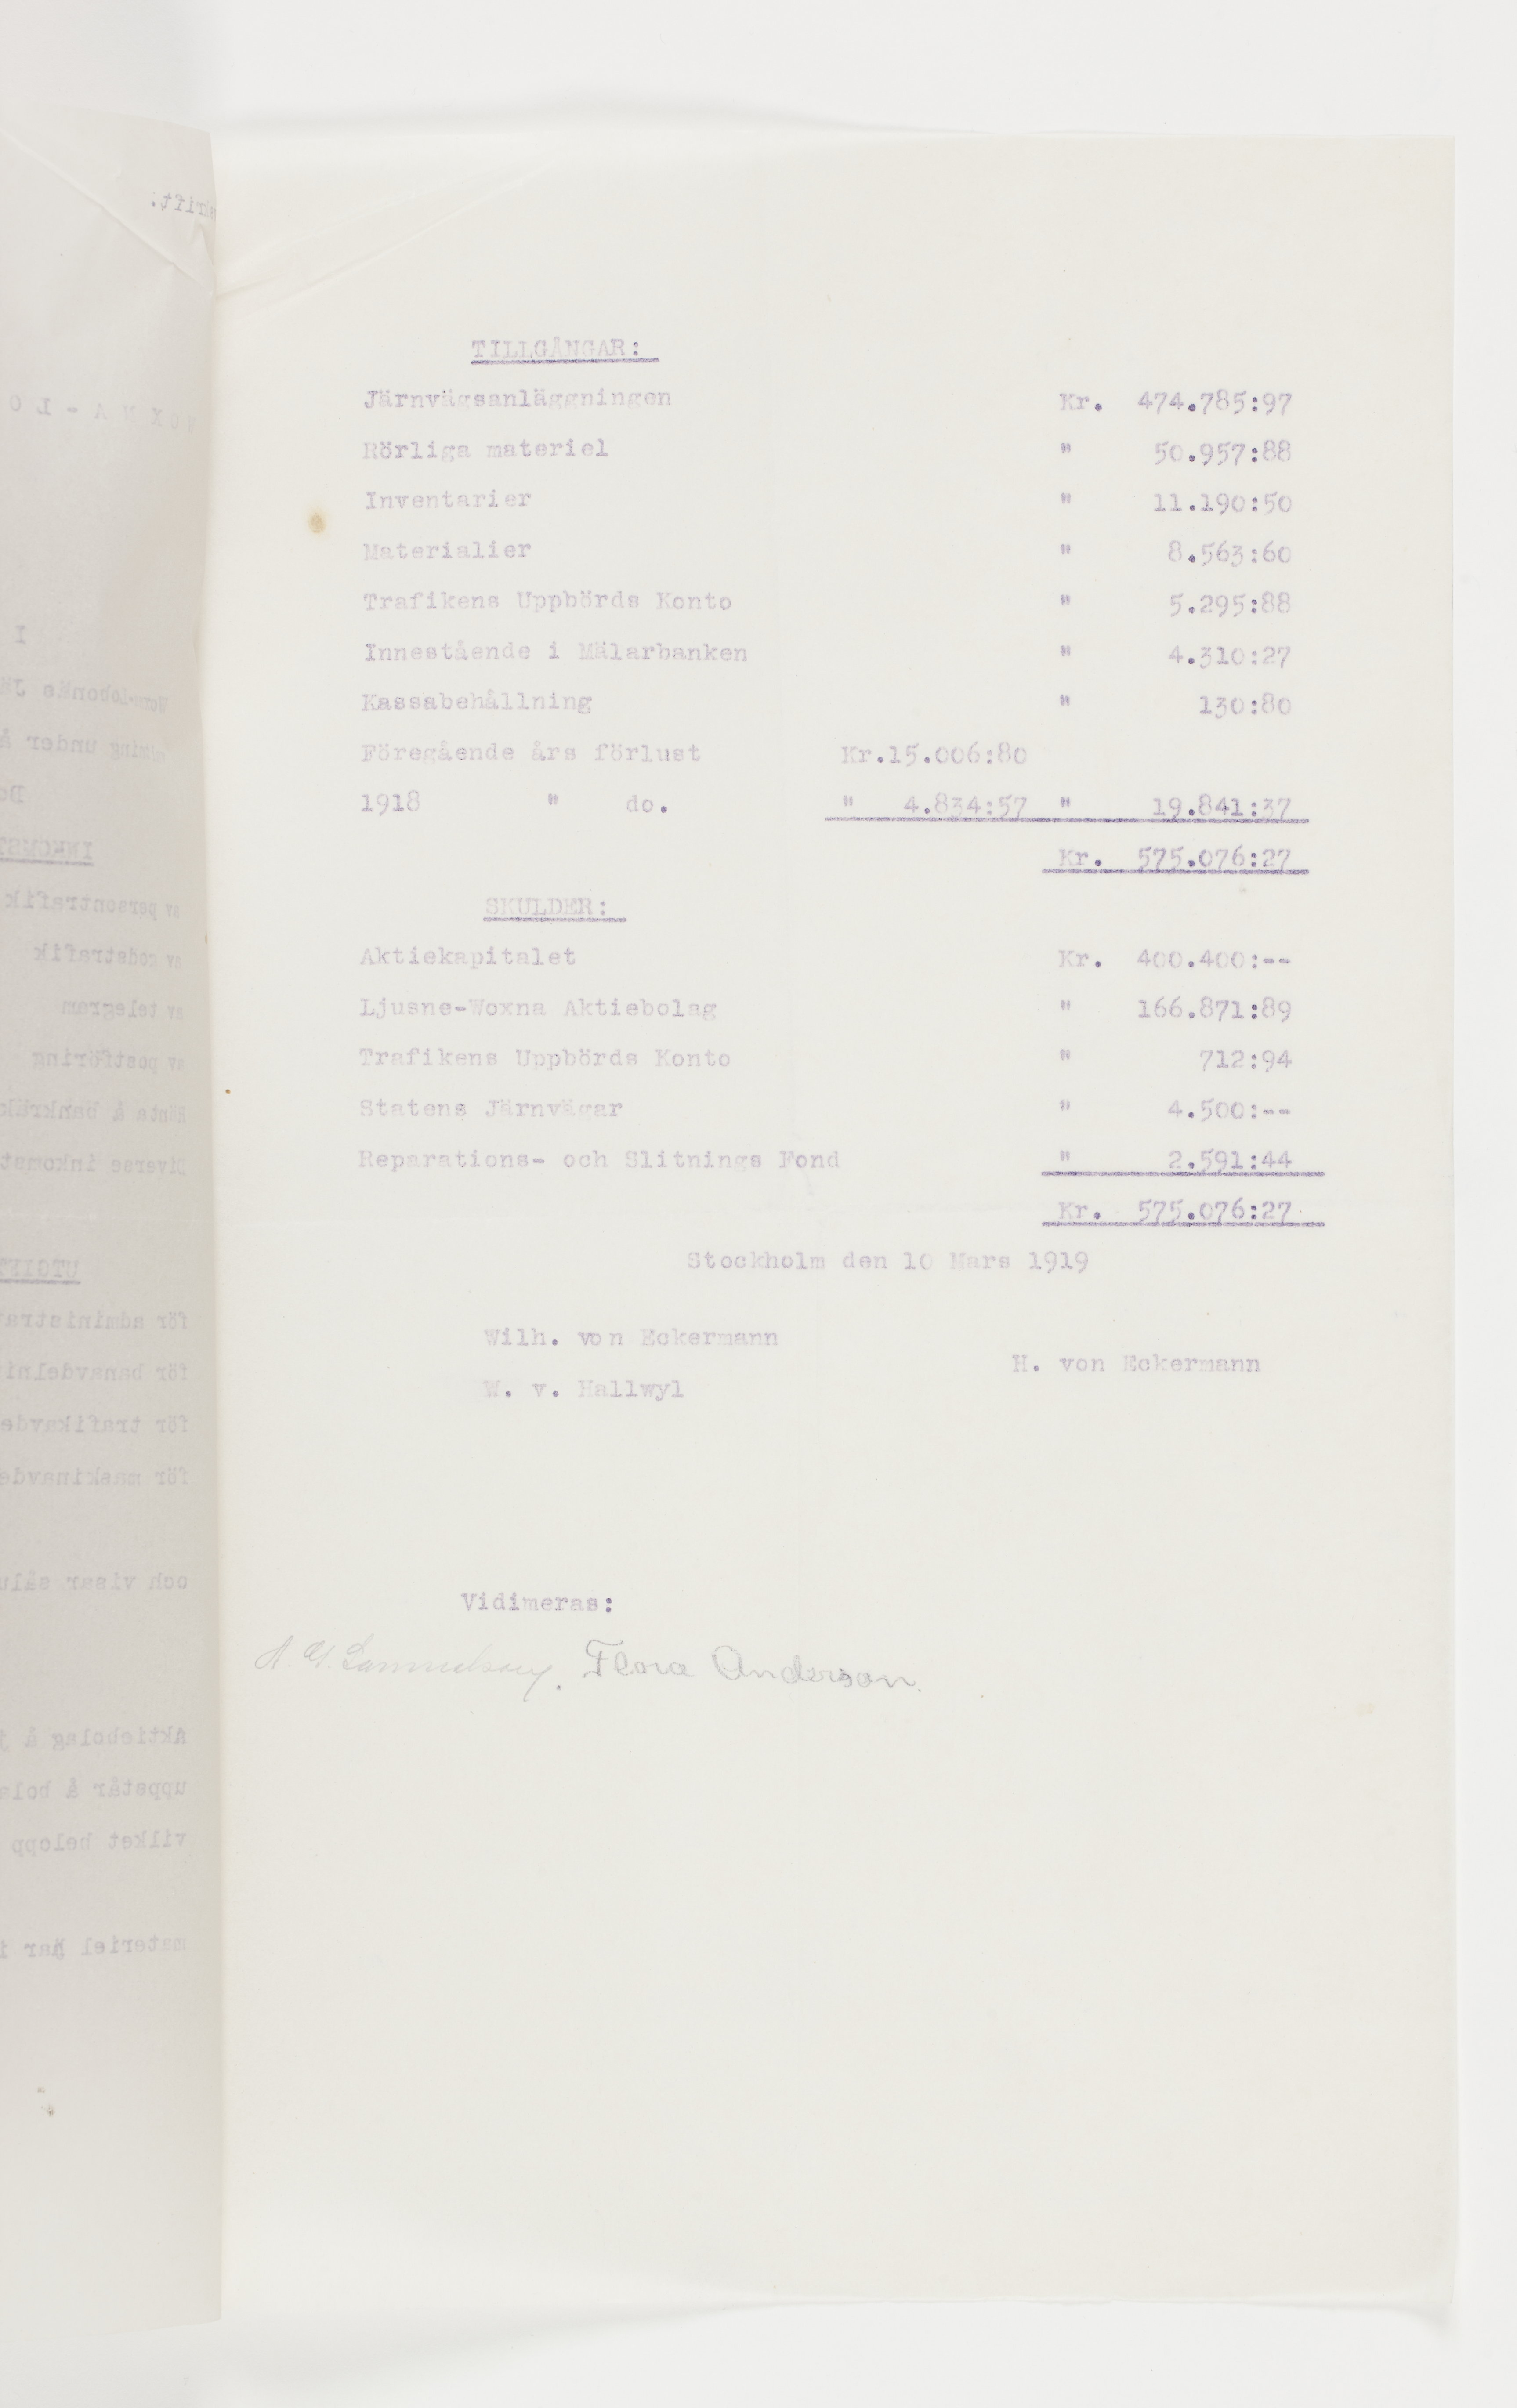 TILLGÅNGAR:
Järnvägsanläggningen Kr. 474.785:97
Rörliga materiel " 50.957:88
Inventarier " 11.190:50
Materialier " 8.563:60
Trafikens Uppbörds Konto " 5.295:88
Innestående i Mälarbanken " 4.310:27
Kassabehållning " 130:80
Föregående års förlust Kr.15.006:80
1918 " do. " 4.834:57 " 19.841:37
Kr. 575.076:27
SKULDER:
Aktiekapitalet Kr. 400.400:--
Ljusne-Woxna Aktiebolag " 166.871:89
Trafikens Uppbörds Konto " 712:94
Statens Järnvägar " 4.500:--
Reparations- och Slitnings Fond " 2.591:44
Kr. 575.076:27
Stockholm den 10 Mars 1919
Wilh. von Eckermann
H. von Eckermann
W. v. Hallwyl
Vidimeras:
Flora Anderson.